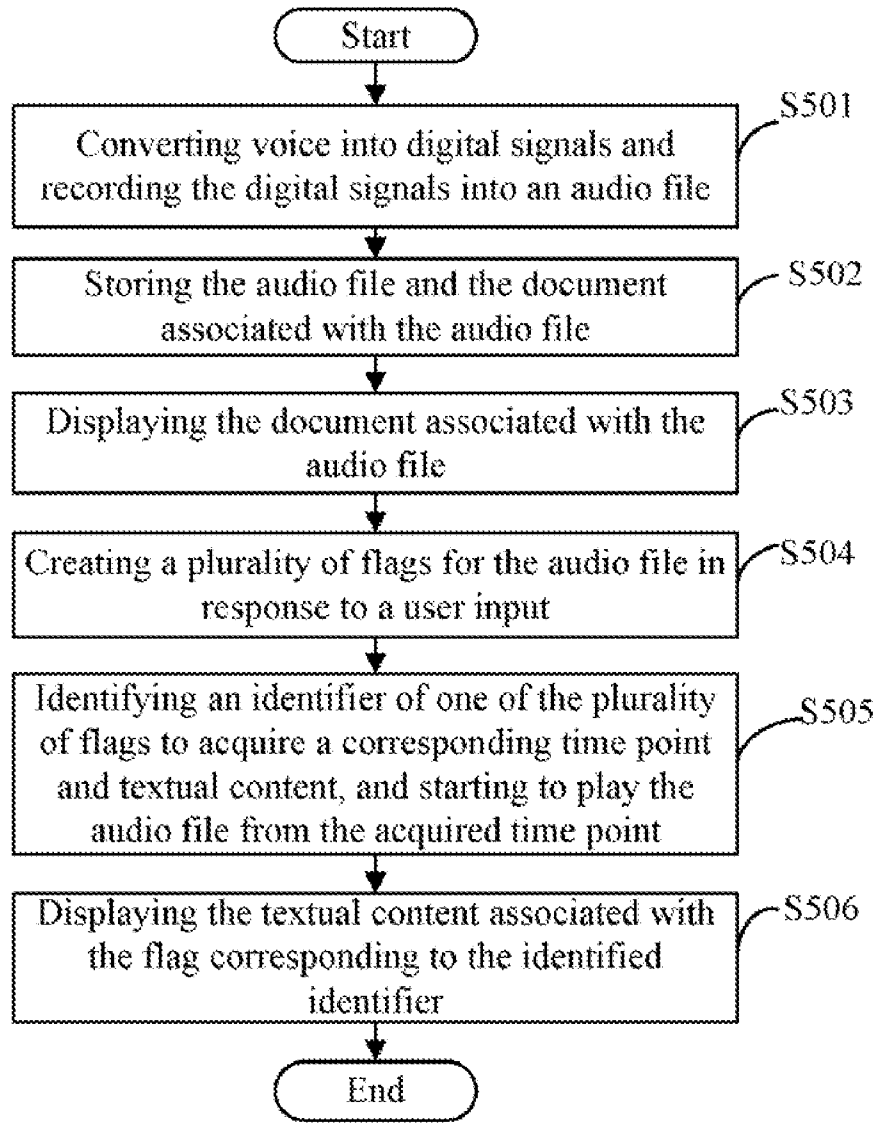 Start
S501
Converting voice into digital signals and
recording the digital signals into an audio file
S502
Storing the audio file and the document
associated with the audio file
S503
Displaying the document associated with the
audio file
S504
Creating a plurality of flags for the audio file in
response to a user input
S505
Identifying an identifier of one of the plurality
of flags to acquire a corresponding time point
and textual content, and starting to play the
audio file from the acquired time point
S506
Displaying the textual content associated with
the flag corresponding to the identified
identifier
End